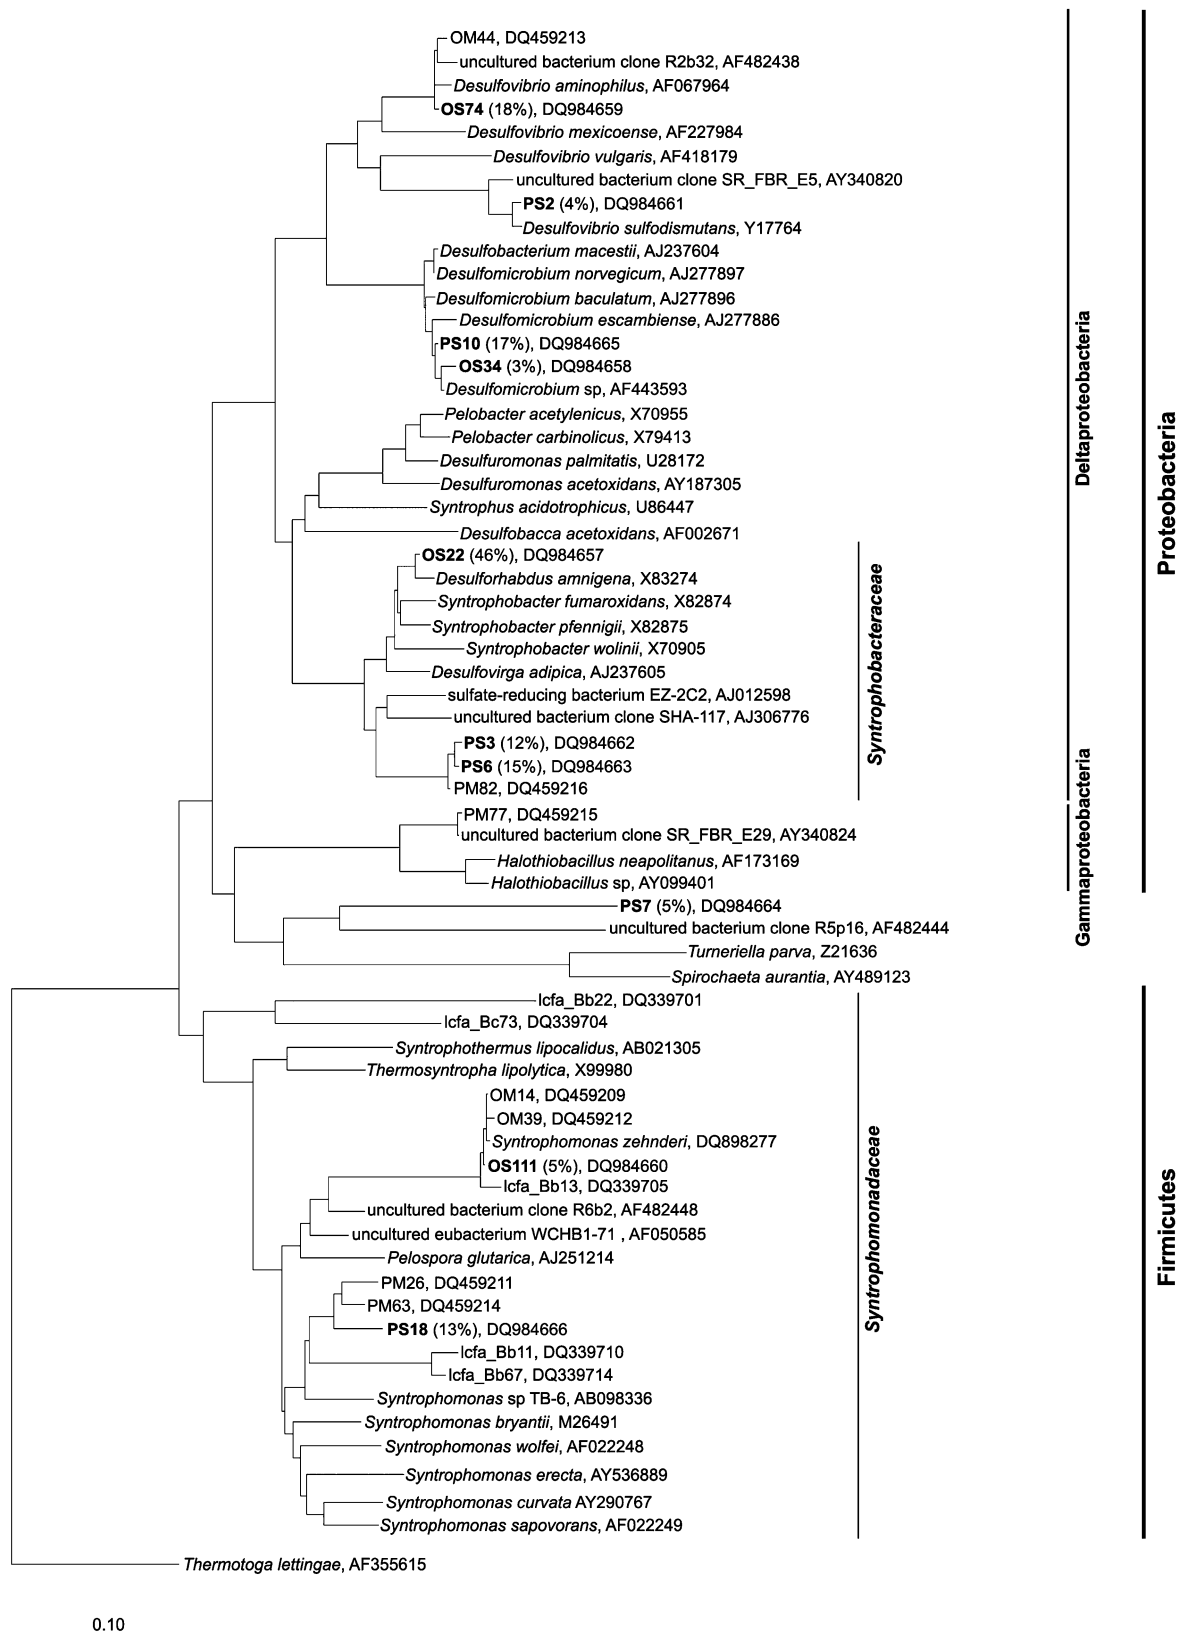 OM44, DQ459213
uncultured bacterium clone R2b32, AF482438
Desulfovibrio aminophilus, AF067964
OS74 (18%), DQ984659
Desulfovibrio mexicoense, AF227984
Desulfovibrio vulgaris, AF418179
uncultured bacterium clone SR_FBR_E5, AY340820
PS2 (4%), DQ984661
Desulfovibrio sulfodismutans, Y17764
Desulfobacterium macestii, AJ237604
Desulfomicrobium norvegicum, AJ277897
Desulfomicrobium baculatum, AJ277896
Desulfomicrobium escambiense, AJ277886
PS10 (17%), DQ984665
OS34 (3%), DQ984658
Desulfomicrobium sp, AF443593
Pelobacter acetylenicus, X70955
Pelobacter carbinolicus, X79413
Desulfuromonas palmitatis, U28172
Desulfuromonas acetoxidans, AY187305
Syntrophus acidotrophicus, U86447
Desulfobacca acetoxidans, AF002671
OS22 (46%), DQ984657
Desulforhabdus amnigena, X83274
Syntrophobacter fumaroxidans, X82874
Syntrophobacter pfennigii, X82875
Syntrophobacter wolinii, X70905
Desulfovirga adipica, AJ237605
sulfate-reducing bacterium EZ-2C2, AJ012598
uncultured bacterium clone SHA-117, AJ306776
PS3 (12%), DQ984662
PS6 (15%), DQ984663
PM82, DQ459216
PM77, DQ459215
uncultured bacterium clone SR_FBR_E29, AY340824
Halothiobacillus neapolitanus, AF173169
Halothiobacillus sp, AY099401
PS7 (5%), DQ984664
uncultured bacterium clone R5p16, AF482444
Turneriella parva, Z21636
Spirochaeta aurantia, AY489123
lcfa_Bb22, DQ339701
lcfa_Bc73, DQ339704
Syntrophothermus lipocalidus, AB021305
Thermosyntropha lipolytica, X99980
OM14, DQ459209
OM39, DQ459212
Syntrophomonas zehnderi, DQ898277
OS111 (5%), DQ984660
lcfa_Bb13, DQ339705
uncultured bacterium clone R6b2, AF482448
uncultured eubacterium WCHB1-71 , AF050585
Pelospora glutarica, AJ251214
PM26, DQ459211
PM63, DQ459214
PS18 (13%), DQ984666
lcfa_Bb11, DQ339710
lcfa_Bb67, DQ339714
Syntrophomonas sp TB-6, AB098336
Syntrophomonas bryantii, M26491
Syntrophomonas wolfei, AF022248
Syntrophomonas erecta, AY536889
Syntrophomonas curvata AY290767
Syntrophomonas sapovorans, AF022249
Thermotoga lettingae, AF355615
0.10
Syntrophobacteraceae
Syntrophomonadaceae
Deltaproteobacteria
Gammaproteobacteria
Proteobacteria
Firmicutes